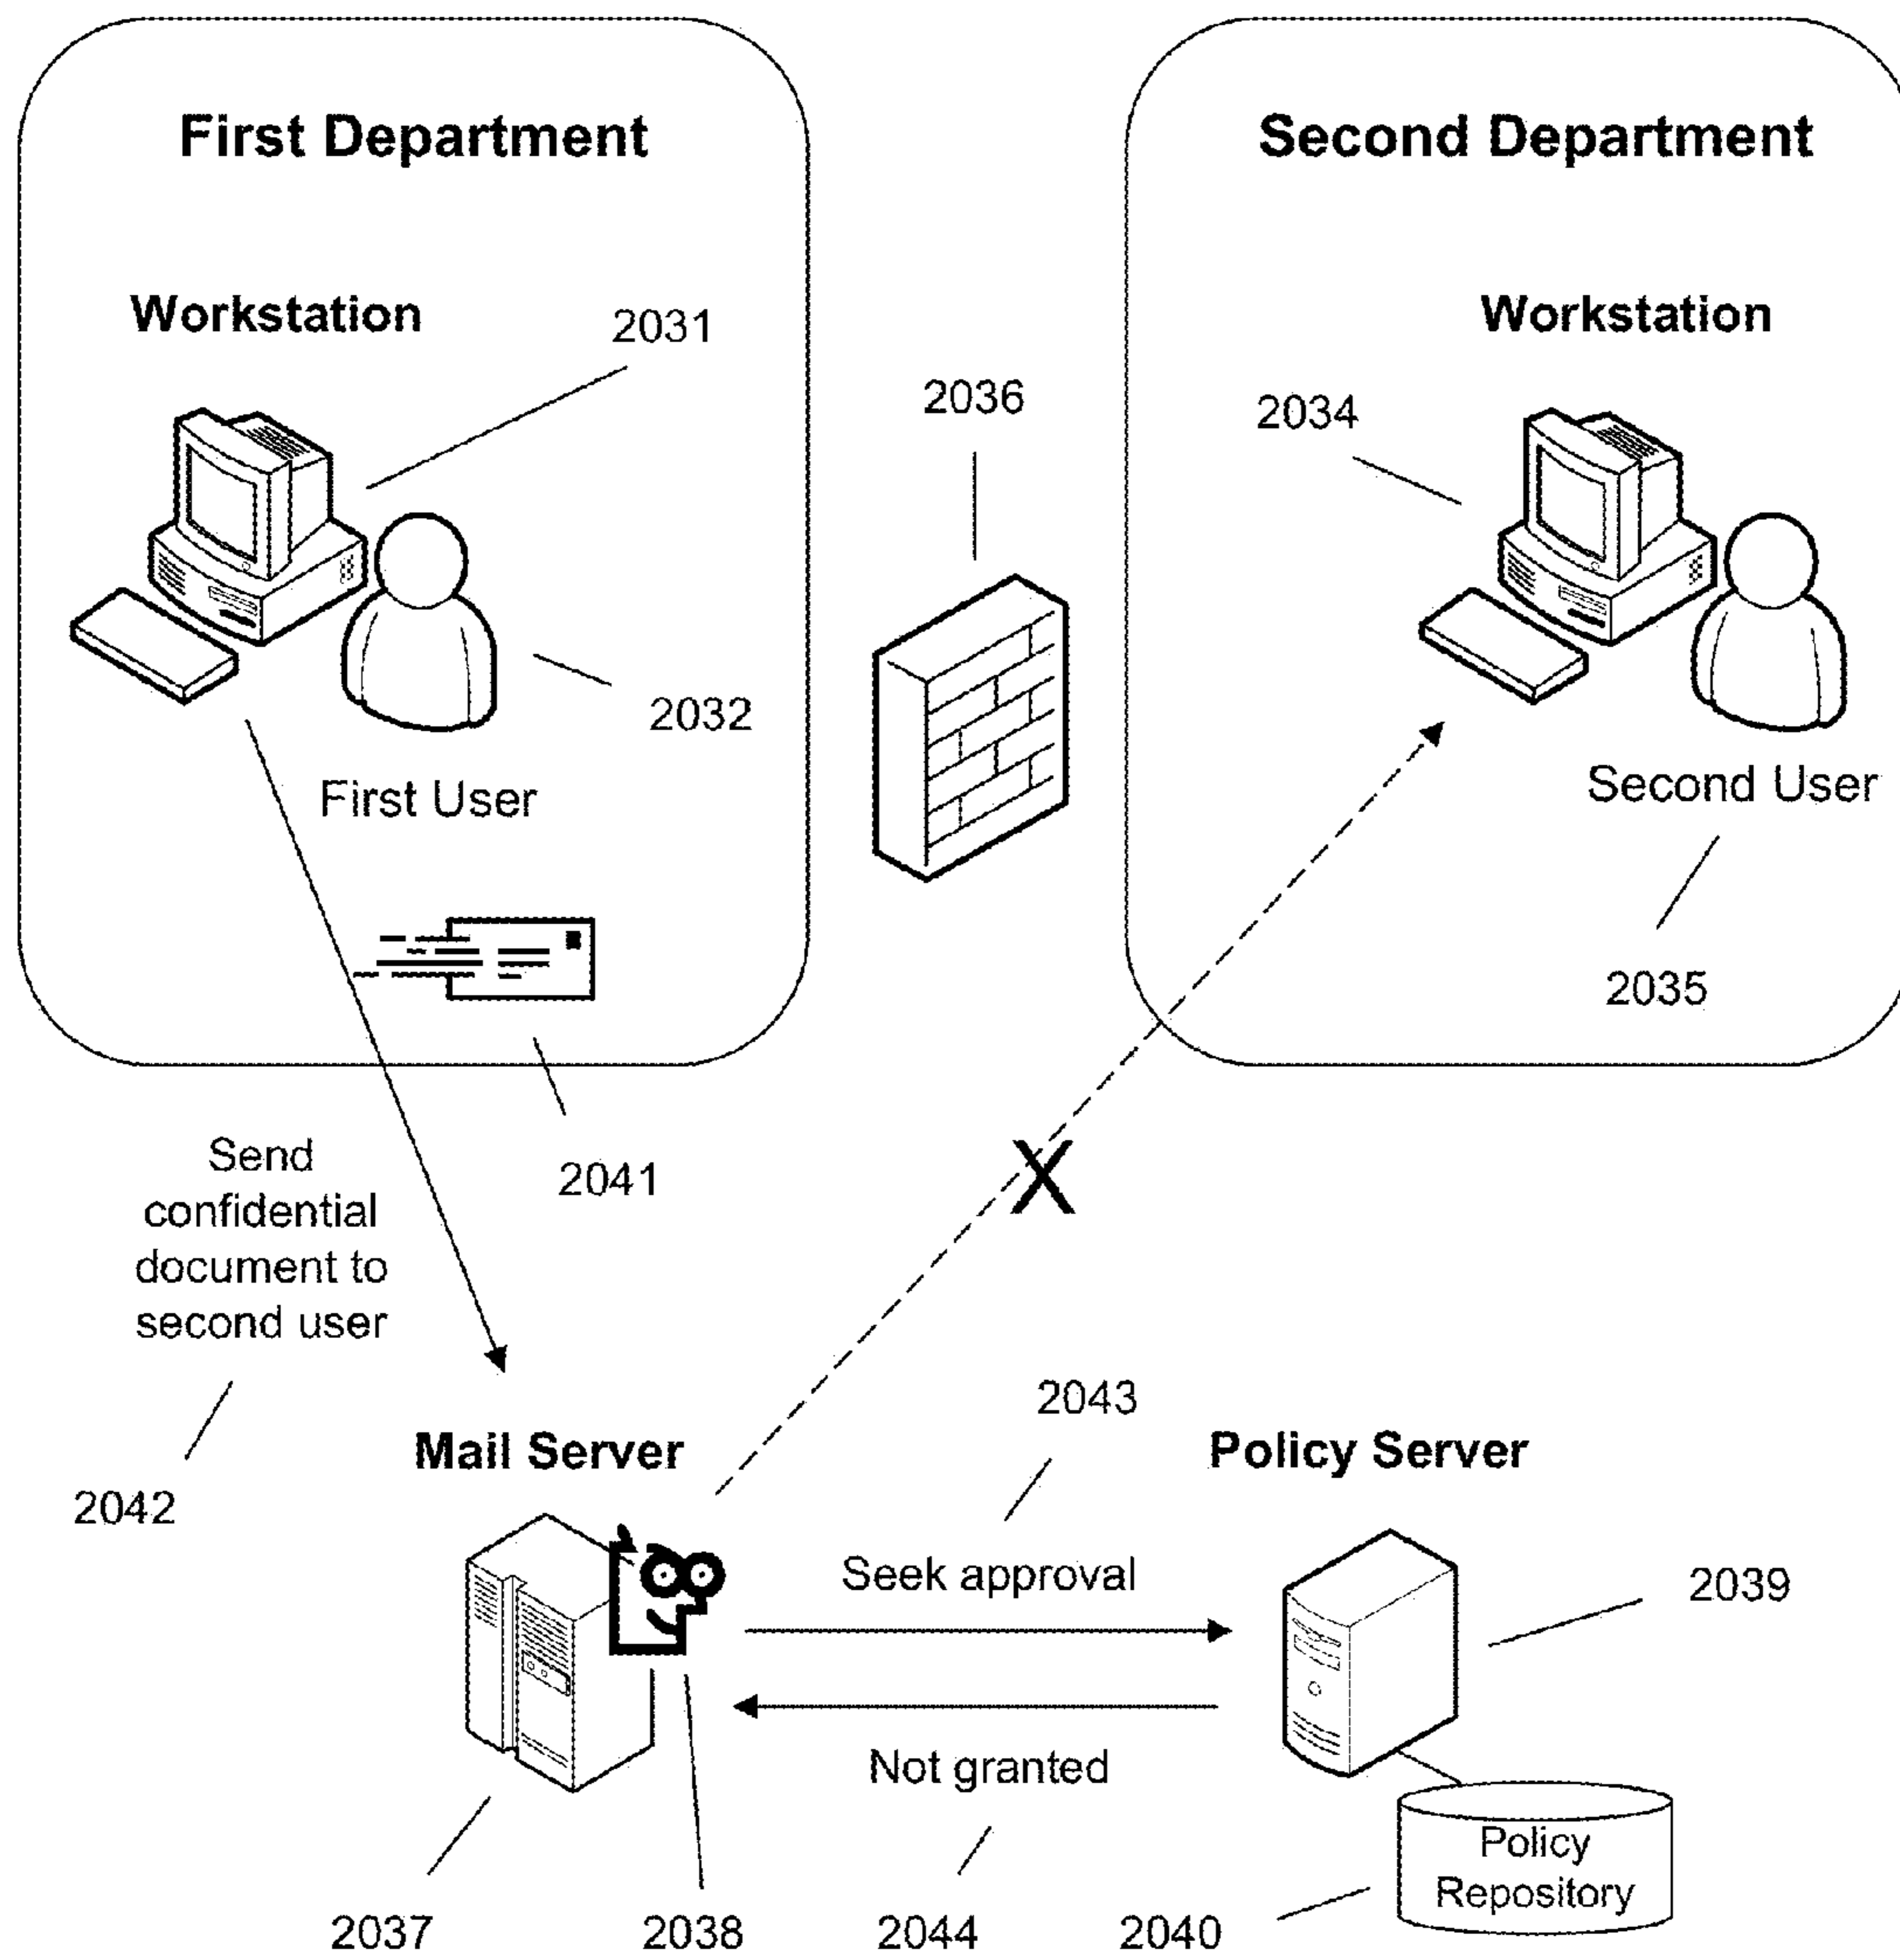 First Department
Second Department
Workstation
2031
Workstation
2036
2034
2032
First User
Second User
2035
2041
Send
confidential
document to
second user
X
2043
2042
Mail Server
Policy Server
Seek approval
2039
Not granted
Policy
Repository
2037
2038
2044
2040